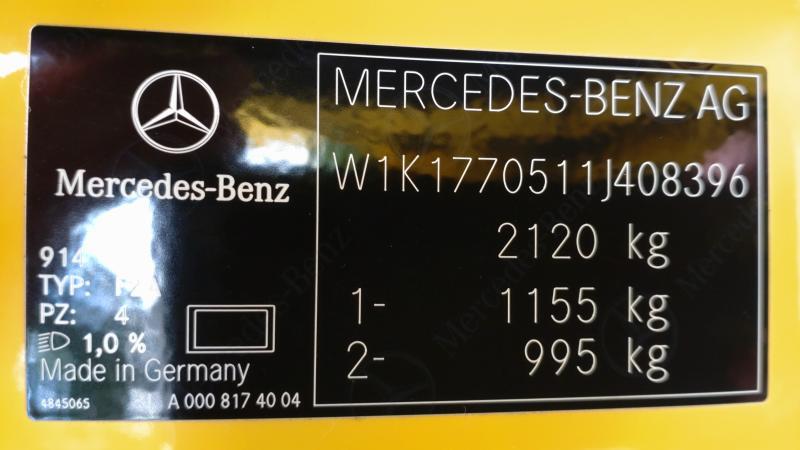 Mercedes-Benz
914
TYP: F2A
PZ: 4
1,0 %
Made in Germany
4845065 A 000 817 40 04
MERCEDES-BENZ AG
W1K1770511J408396
2120 kg
1- 1155 kg
2- 995 kg